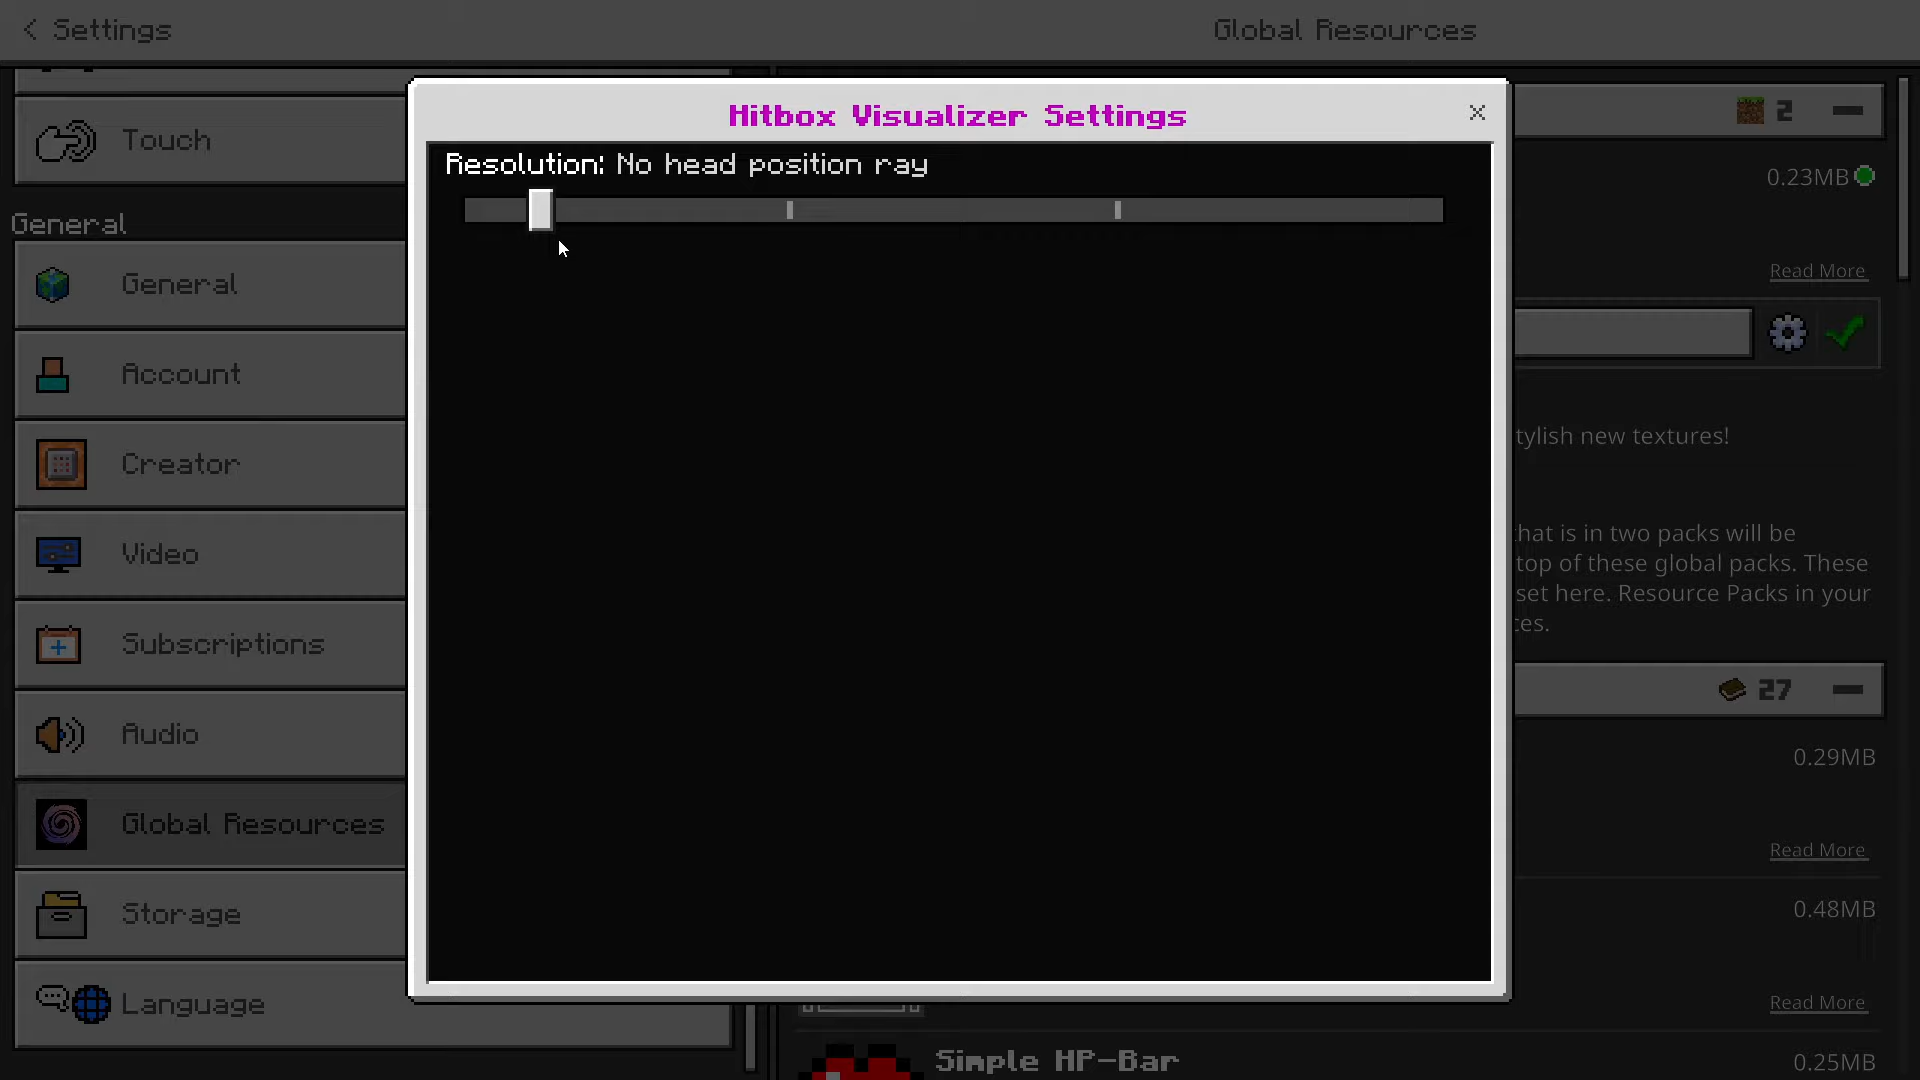 Settings
Global Resources
Touch
General
General
Account
Creator
Video
Subscriptions
Audio
Global Resources
Storage
Language
Hitbox Visualizer Settings
Resolution: No head position ray
2
0.23MB
Read More
tylish new textures!
that is in two packs will be
top of these global packs. These
set here. Resource Packs in your
ces.
27
0.29MB
Read More
0.48MB
Read More
Simple HP-Bar
0.25MB